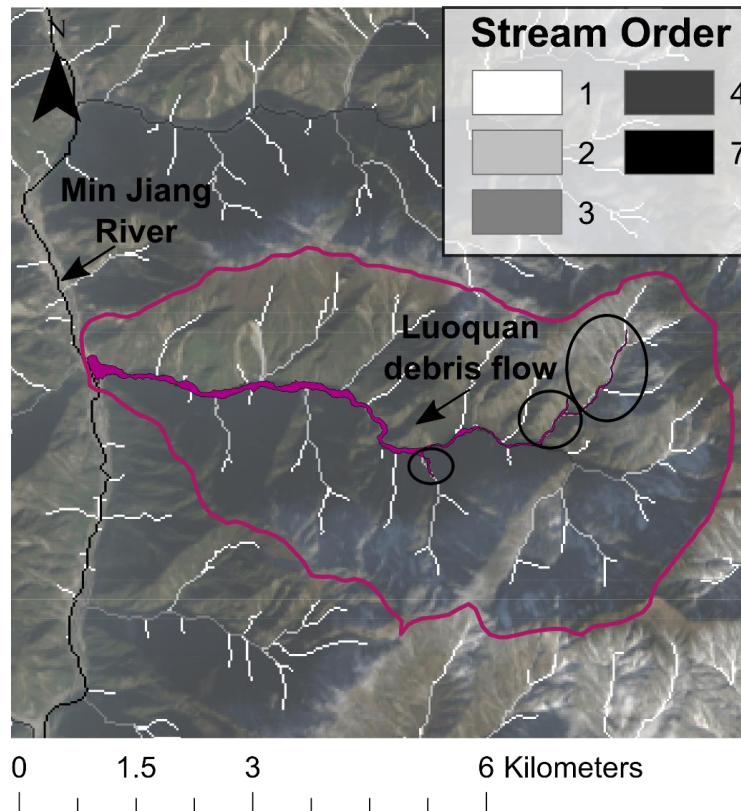 N
Stream Order
1
4
2
7
3
Min Jiang
River
Luoquan
debris flow
0 1.5 3 6 Kilometers